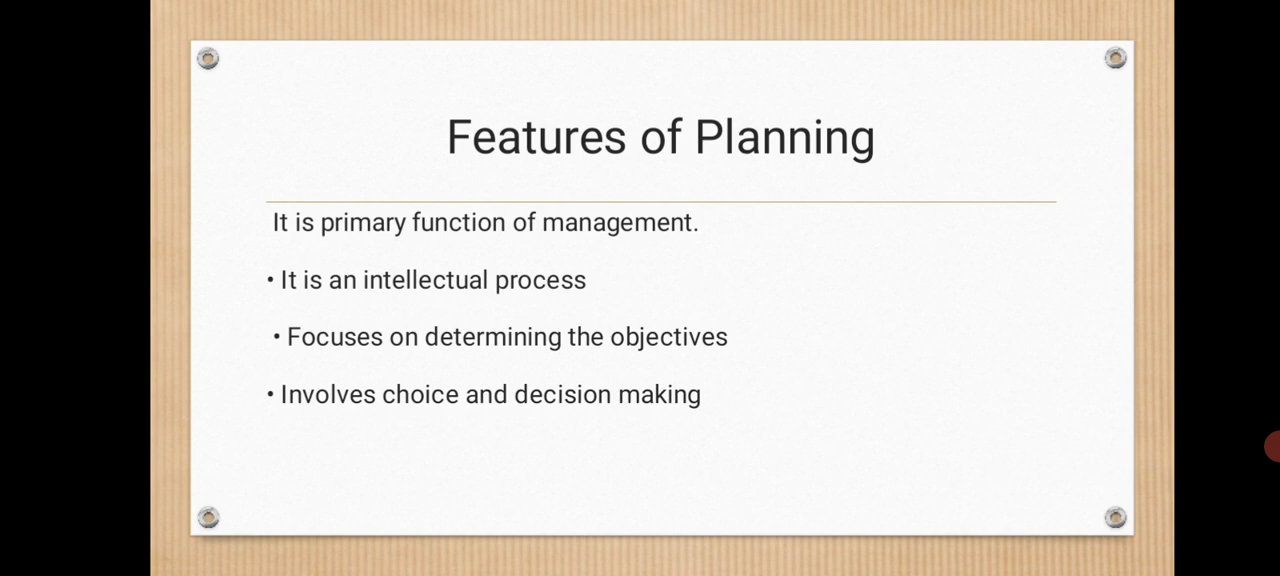 Features of Planning
It is primary function of management.
• It is an intellectual process
• Focuses on determining the objectives
• Involves choice and decision making